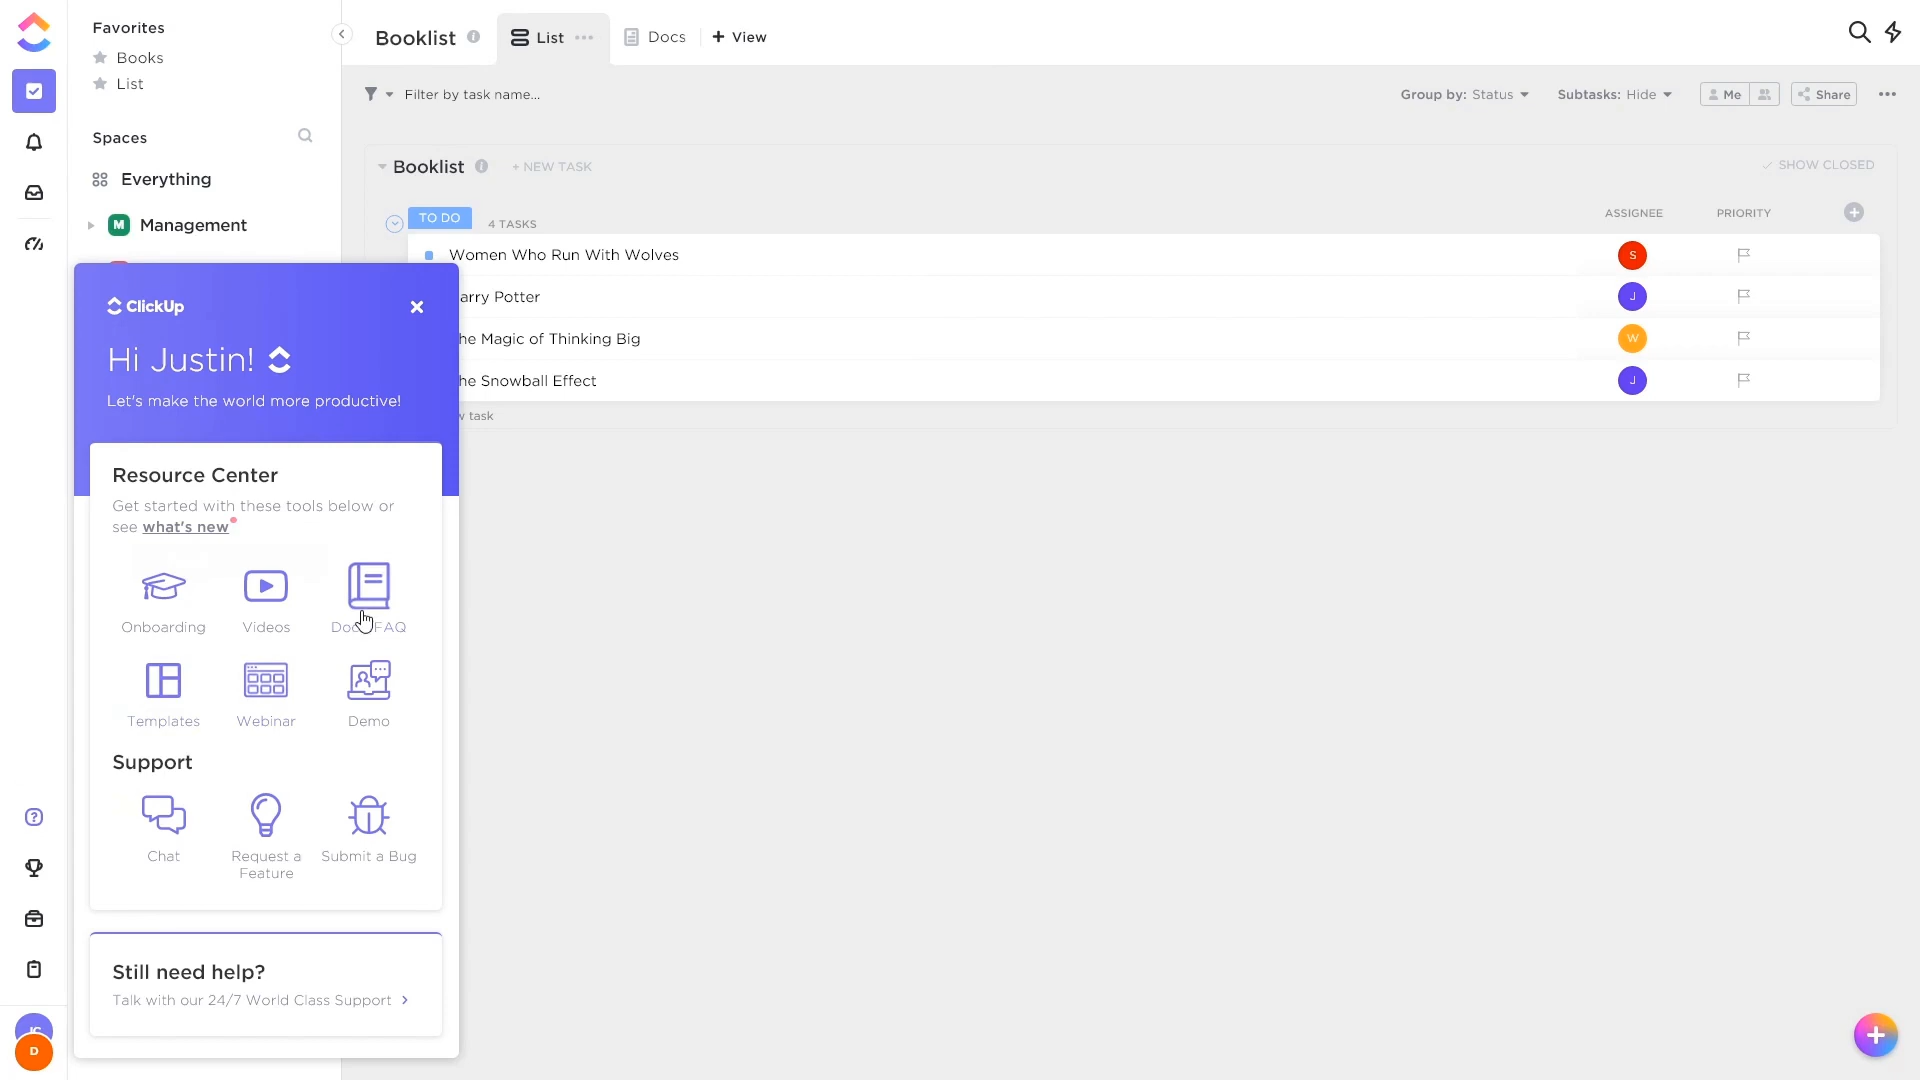 Favorites
Books
List
Spaces
Everything
M Management
Booklist
List
Docs
+ View
Filter by task name...
Group by: Status
Subtasks: Hide
Me
Share
Booklist
+ NEW TASK
SHOW CLOSED
TO DO
4 TASKS
ASSIGNEE
PRIORITY
Women Who Run With Wolves
S
arry Potter
J
he Magic of Thinking Big
W
he Snowball Effect
J
w task
ClickUp
Hi Justin!
Let's make the world more productive!
Resource Center
Get started with these tools below or
see what's new
Onboarding
Videos
FAQ
Templates
Webinar
Demo
Support
Chat
Request a
Feature
Submit a Bug
Still need help?
Talk with our 24/7 World Class Support
D